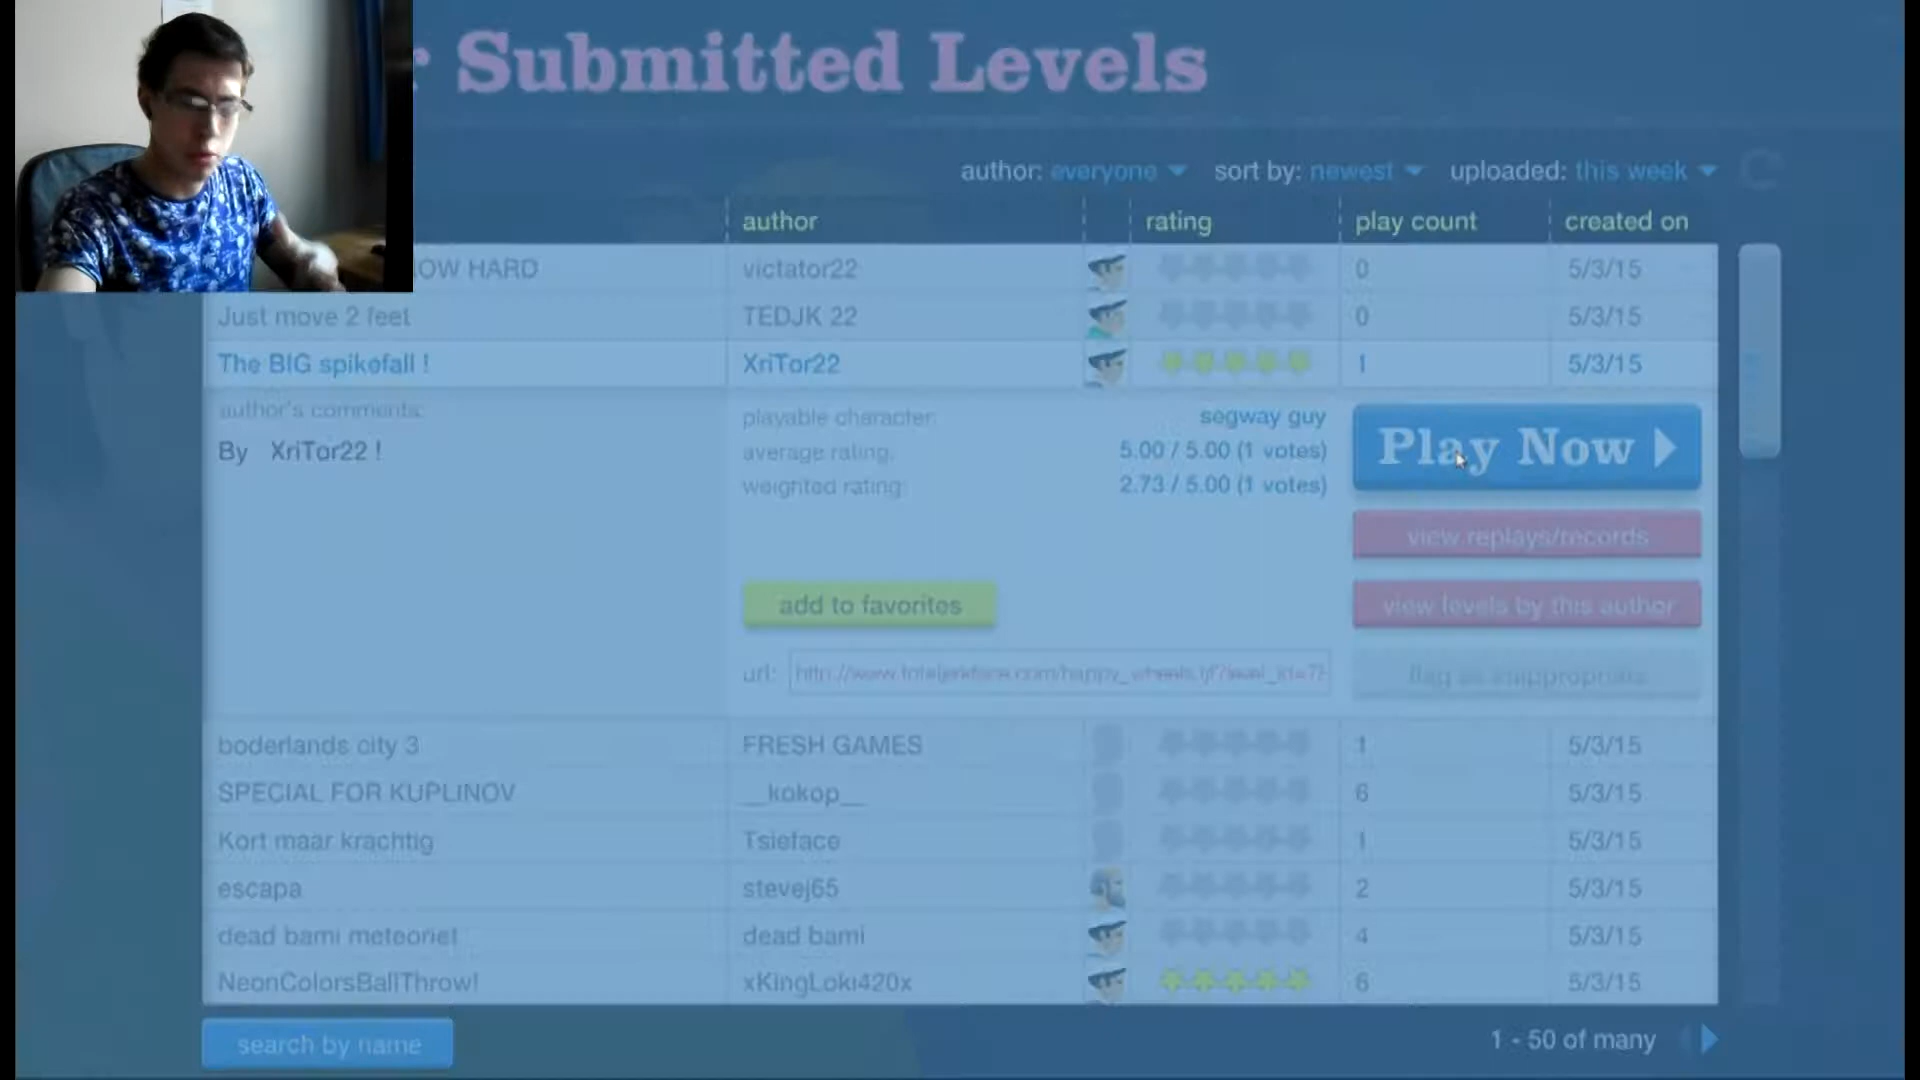 Submitted Levels
author: everyone sort by: newest uploaded: this week
author rating play count created on
OW HARD victator22 0 5/3/15
Just move 2 feet TEDJK 22 0 5/3/15
The BIG spikefall ! XriTor22 1 5/3/15
author's comments:
By XriTor22 !
playable character: segway guy
average rating: 5.00 / 5.00 (1 votes)
weighted rating: 2.73 / 5.00 (1 votes)
Play Now
view replays/records
add to favorites
view levels by this author
url:
flag as inappropriate
boderlands city 3 FRESH GAMES 1 5/3/15
SPECIAL FOR KUPLINOV __kokop__ 6 5/3/15
Kort maar krachtig Tsieface 1 5/3/15
escapa stevej65 2 5/3/15
dead bami meteoriet dead bami 4 5/3/15
NeonColorsBallThrow! xKingLoki420x 6 5/3/15
search by name
1 - 50 of many